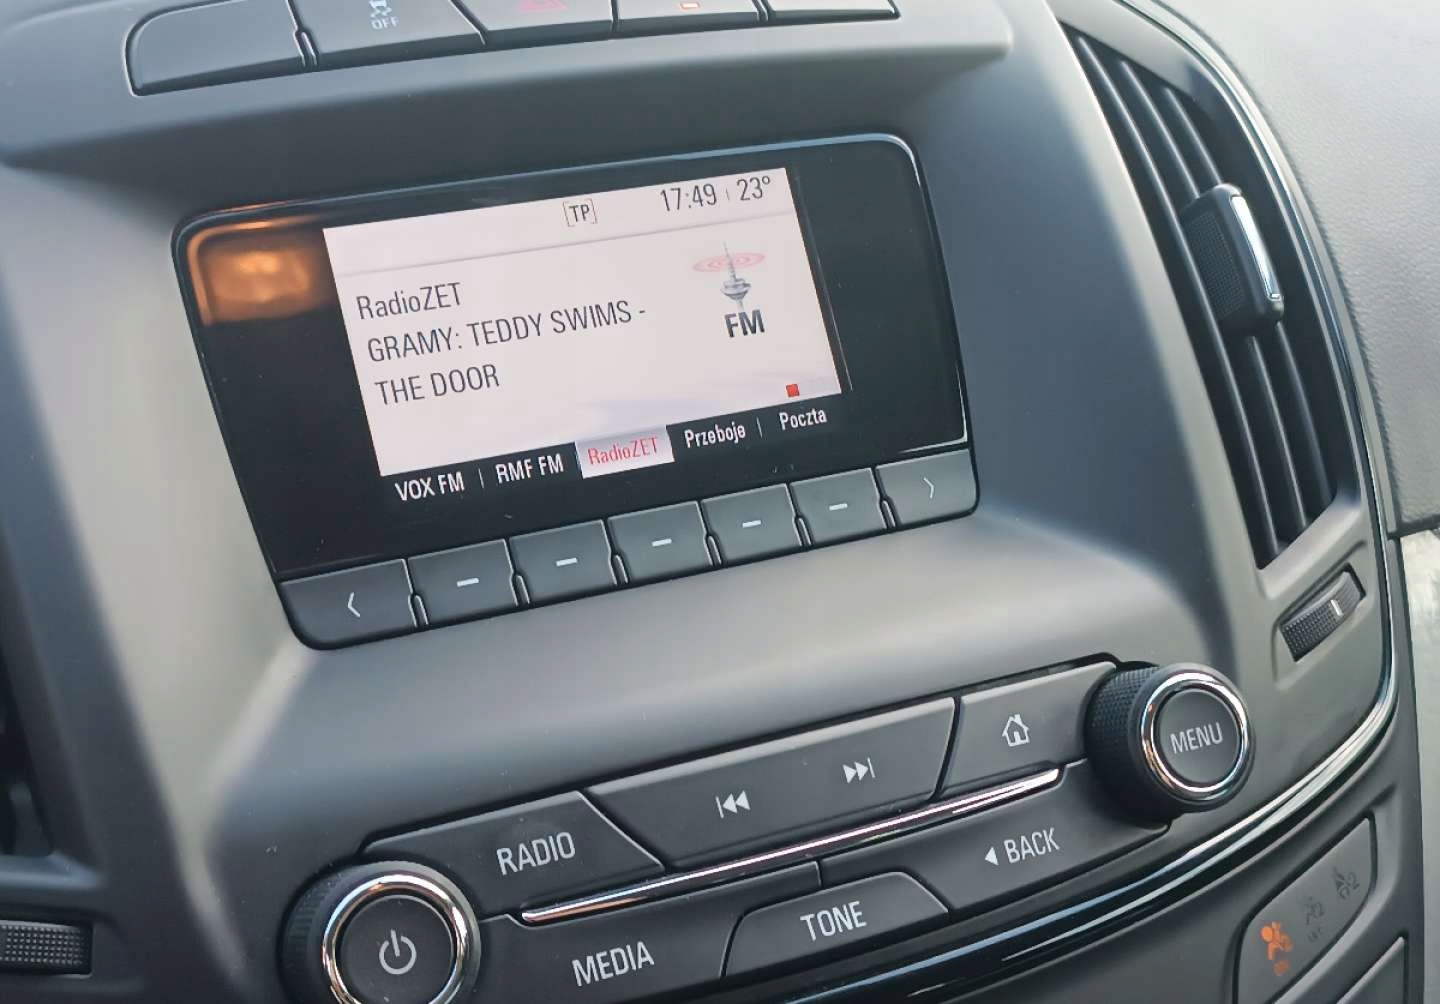 OFF
[TP] 17:49 23°
RadioZET
GRAMY: TEDDY SWIMS -
THE DOOR
FM
VOX FM | RMF FM RadioZET Przeboje | Poczta
MENU
RADIO
BACK
TONE
MEDIA